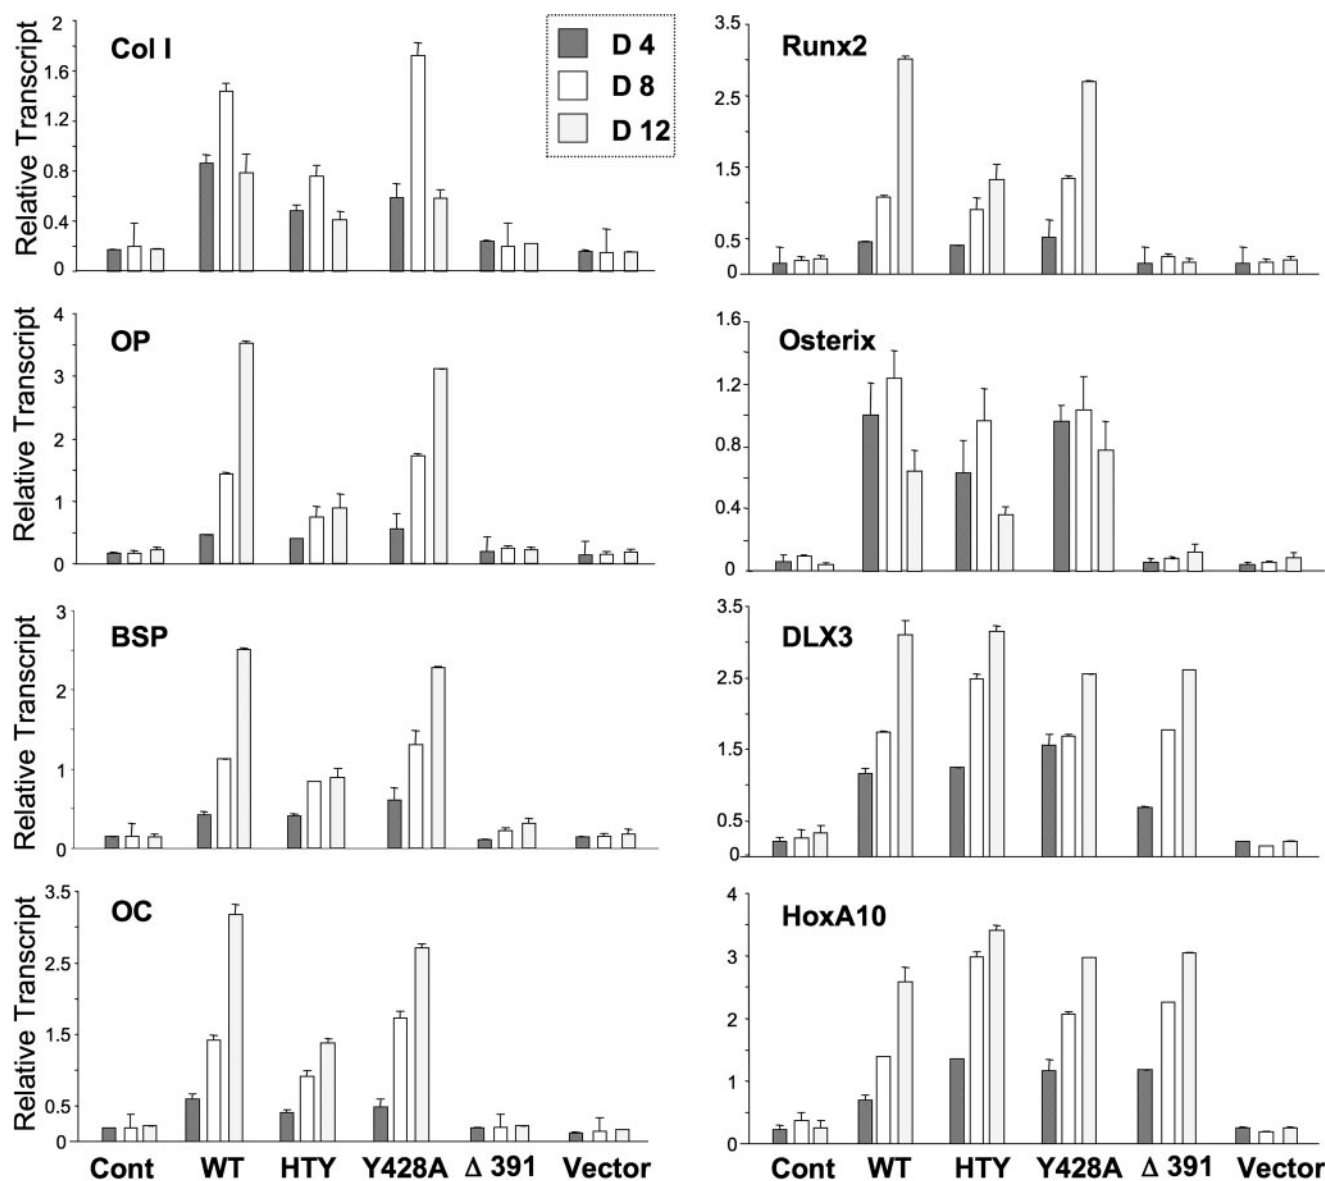 Relative Transcript
2
1.6
1.2
0.8
0.4
0
Col I
D 4
D 8
D 12
3.5
2.5
1.5
0.5
0
Runx2
Relative Transcript
4
3
2
1
0
OP
1.6
1.2
0.8
0.4
0
Osterix
Relative Transcript
3
2
1
0
BSP
3.5
2.5
1.5
0.5
0
DLX3
Relative Transcript
3.5
2.5
1.5
0.5
0
OC
4
3
2
1
0
HoxA10
Cont WT HTY Y428A Δ 391 Vector
Cont WT HTY Y428A Δ 391 Vector